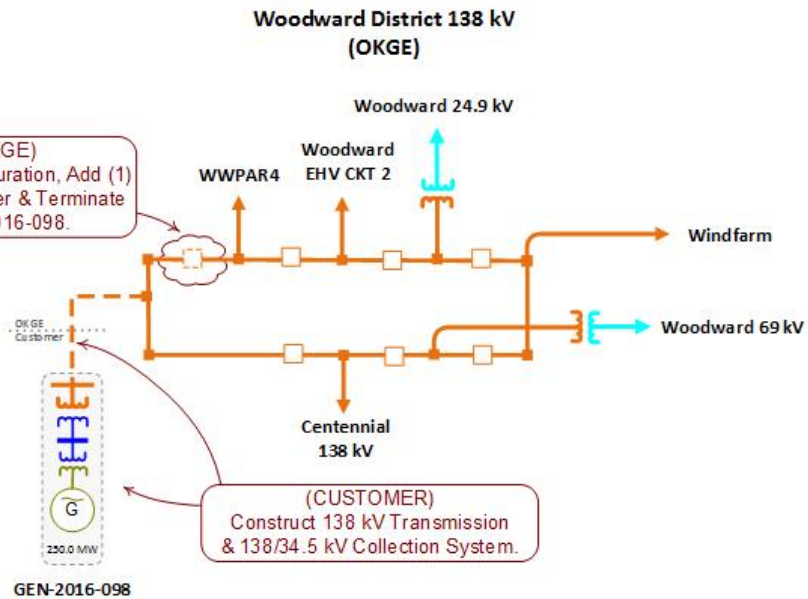 Woodward District 138 kV
(OKGE)
Woodward 24.9 kV
GE)
uration, Add (1)
er & Terminate
016-098.
WWPAR4
Woodward
EHV CKT 2
Windfarm
OKGE
Customer
Woodward 69 kV
Centennial
138 kV
(CUSTOMER)
Construct 138 kV Transmission
& 138/34.5 kV Collection System.
G
250.0 MW
GEN-2016-098